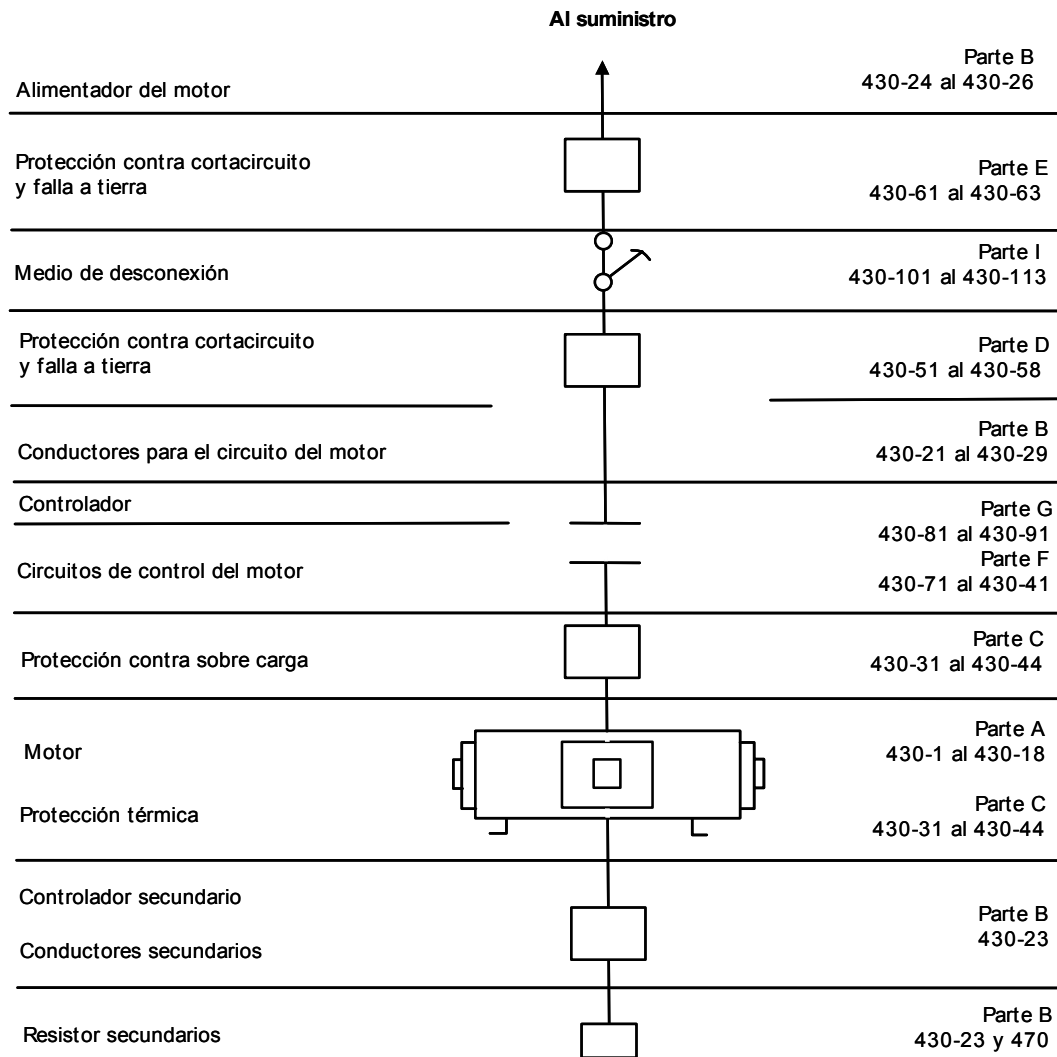 Al suministro
Alimentador del motor
Parte B
430-24 al 430-26
Protección contra cortacircuito
y falla a tierra
Parte E
430-61 al 430-63
Medio de desconexión
Parte I
430-101 al 430-113
Protección contra cortacircuito
y falla a tierra
Parte D
430-51 al 430-58
Conductores para el circuito del motor
Parte B
430-21 al 430-29
Controlador
Parte G
430-81 al 430-91
Circuitos de control del motor
Parte F
430-71 al 430-41
Protección contra sobre carga
Parte C
430-31 al 430-44
Motor
Parte A
430-1 al 430-18
Protección térmica
Parte C
430-31 al 430-44
Controlador secundario
Conductores secundarios
Parte B
430-23
Resistor secundarios
Parte B
430-23 y 470